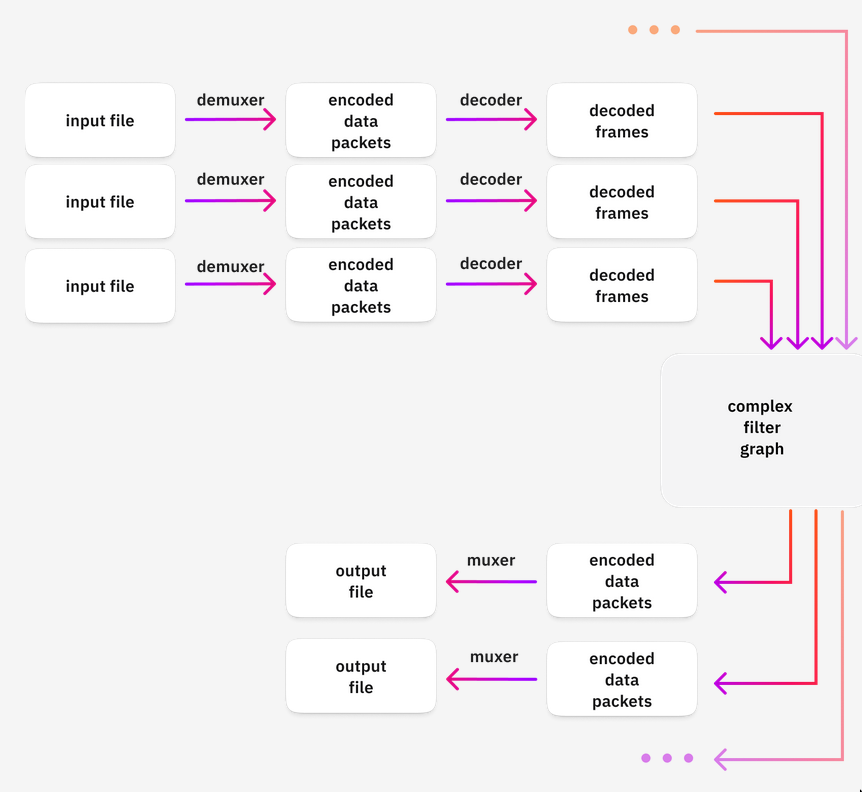 demuxer
decoder
input file
encoded
data
packets
decoded
frames
demuxer
decoder
input file
encoded
data
packets
decoded
frames
demuxer
decoder
input file
encoded
data
packets
decoded
frames
complex
filter
graph
output
file
muxer
encoded
data
packets
output
file
muxer
encoded
data
packets